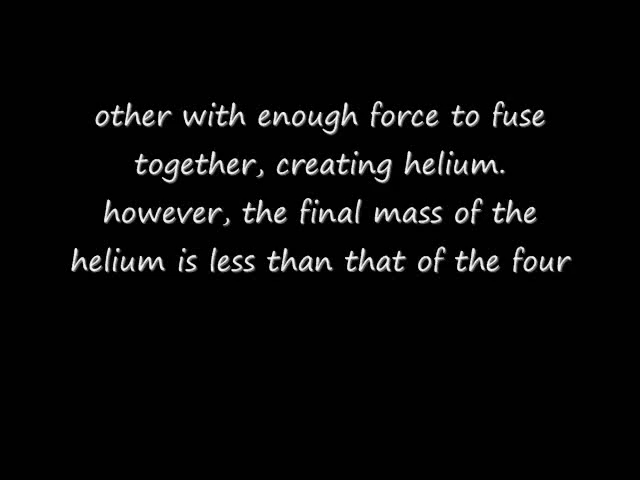 other with enough force to fuse
together, creating helium.
however, the final mass of the
helium is less than that of the four